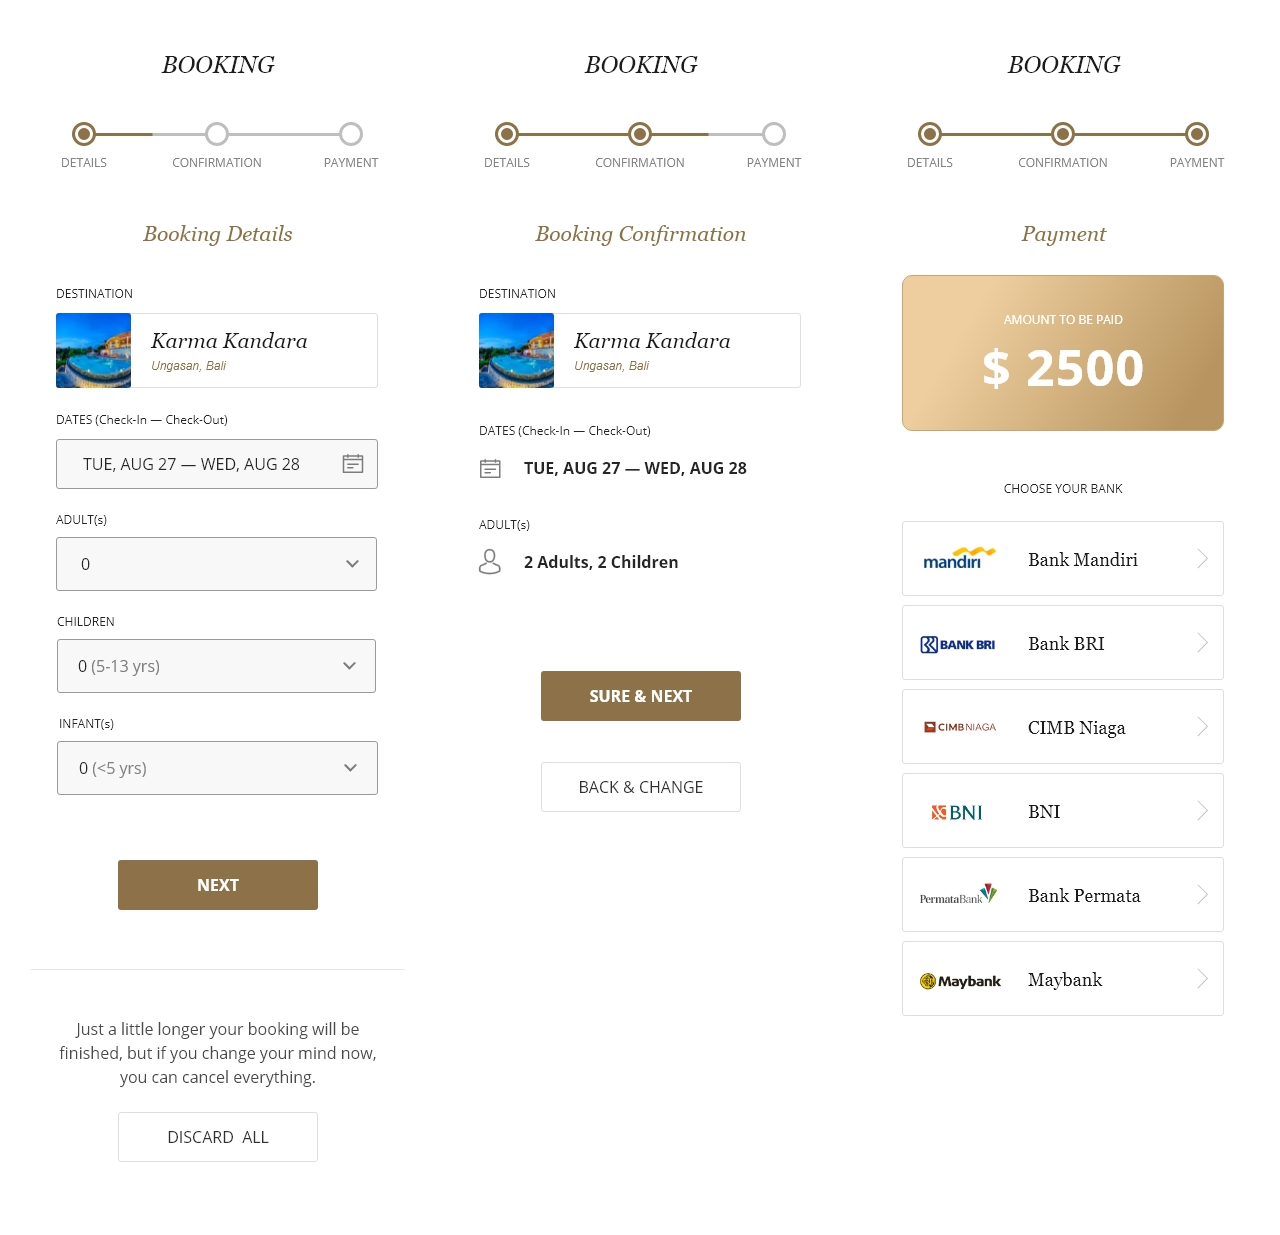 BOOKING
DETAILS
CONFIRMATION
PAYMENT
Booking Details
DESTINATION
Karma Kandara
Ungasan, Bali
DATES (Check-In — Check-Out)
TUE, AUG 27 — WED, AUG 28
ADULT(s)
0
CHILDREN
0 (5-13 yrs)
INFANT(s)
0 (<5 yrs)
NEXT
Just a little longer your booking will be
finished, but if you change your mind now,
you can cancel everything.
DISCARD ALL
BOOKING
DETAILS
CONFIRMATION
PAYMENT
Booking Confirmation
DESTINATION
Karma Kandara
Ungasan, Bali
DATES (Check-In — Check-Out)
TUE, AUG 27 — WED, AUG 28
ADULT(s)
2 Adults, 2 Children
SURE & NEXT
BACK & CHANGE
BOOKING
DETAILS
CONFIRMATION
PAYMENT
Payment
AMOUNT TO BE PAID
$ 2500
CHOOSE YOUR BANK
mandiri
Bank Mandiri
BANK BRI
Bank BRI
CIMB NIAGA
CIMB Niaga
BNI
BNI
PermataBank
Bank Permata
Maybank
Maybank